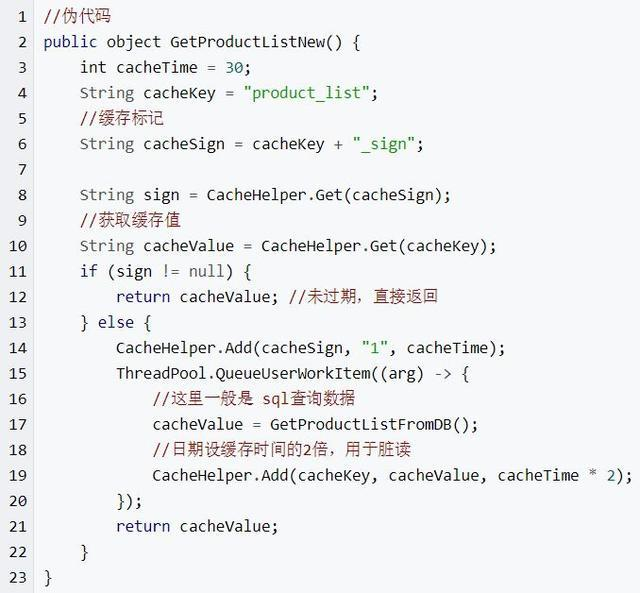 1 //伪代码
2 public object GetProductListNew() {
3     int cacheTime = 30;
4     String cacheKey = "product_list";
5     //缓存标记
6     String cacheSign = cacheKey + "_sign";
7
8     String sign = CacheHelper.Get(cacheSign);
9     //获取缓存值
10     String cacheValue = CacheHelper.Get(cacheKey);
11     if (sign != null) {
12         return cacheValue; //未过期，直接返回
13     } else {
14         CacheHelper.Add(cacheSign, "1", cacheTime);
15         ThreadPool.QueueUserWorkItem((arg) -> {
16             //这里一般是 sql查询数据
17             cacheValue = GetProductListFromDB();
18             //日期设缓存时间的2倍，用于脏读
19             CacheHelper.Add(cacheKey, cacheValue, cacheTime * 2);
20         });
21         return cacheValue;
22     }
23 }